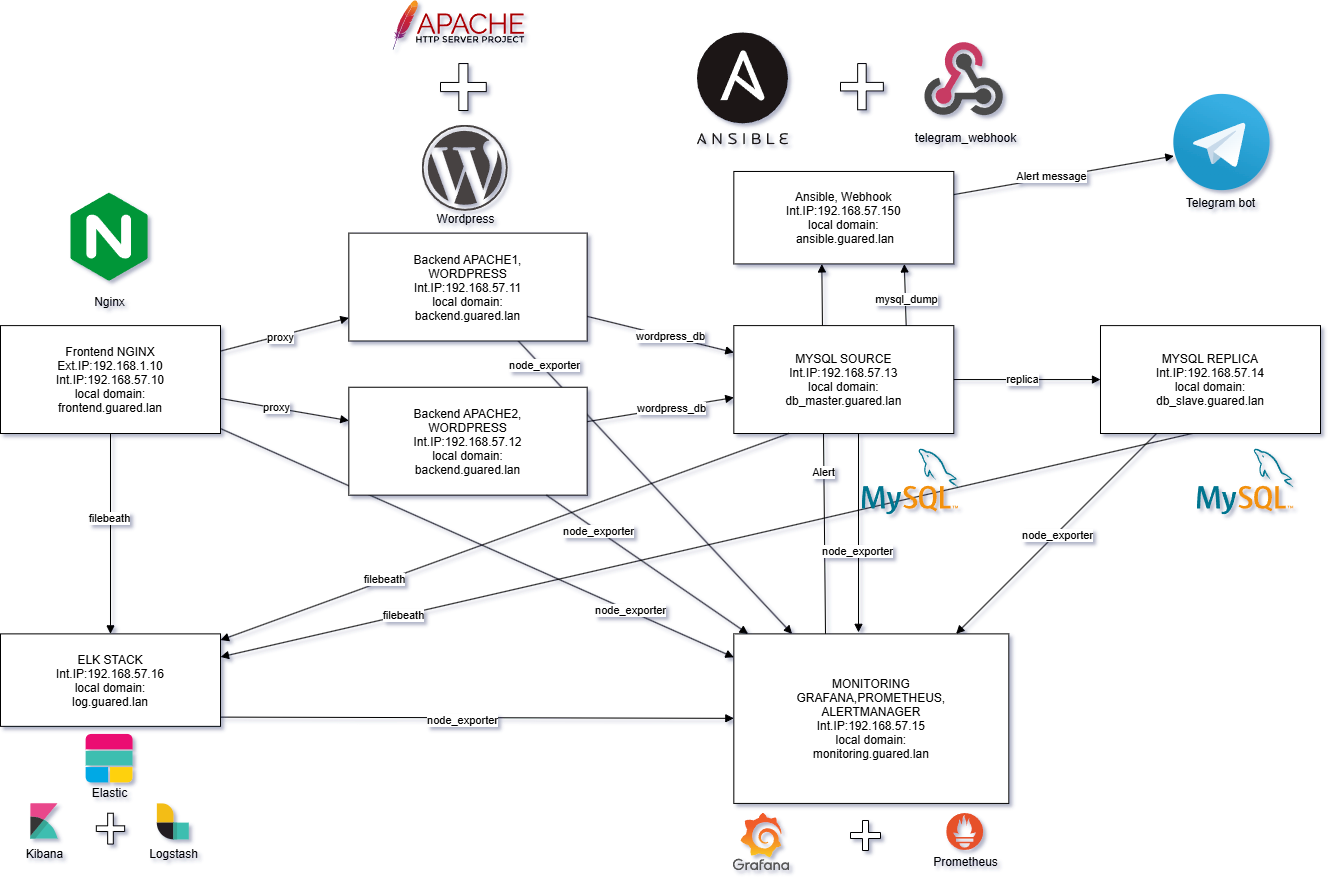 APACHE
HTTP SERVER PROJECT
ANSIBLE
telegram_webhook
Wordpress
Alert message
Telegram bot
Ansible, Webhook
Int.IP:192.168.57.150
local domain:
ansible.guared.lan
Nginx
Backend APACHE1,
WORDPRESS
Int.IP:192.168.57.11
local domain:
backend.guared.lan
mysql_dump
proxy
wordpress_db
node_exporter
Frontend NGINX
Ext.IP:192.168.1.10
Int.IP:192.168.57.10
local domain:
frontend.guared.lan
MYSQL SOURCE
Int.IP:192.168.57.13
local domain:
db_master.guared.lan
replica
MYSQL REPLICA
Int.IP:192.168.57.14
local domain:
db_slave.guared.lan
proxy
Backend APACHE2,
WORDPRESS
Int.IP:192.168.57.12
local domain:
backend.guared.lan
wordpress_db
Alert
MySQL™
MySQL™
filebeath
node_exporter
node_exporter
node_exporter
filebeath
filebeath
node_exporter
ELK STACK
Int.IP:192.168.57.16
local domain:
log.guared.lan
node_exporter
MONITORING
GRAFANA,PROMETHEUS,
ALERTMANAGER
Int.IP:192.168.57.15
local domain:
monitoring.guared.lan
Elastic
Kibana
Logstash
Grafana
Prometheus